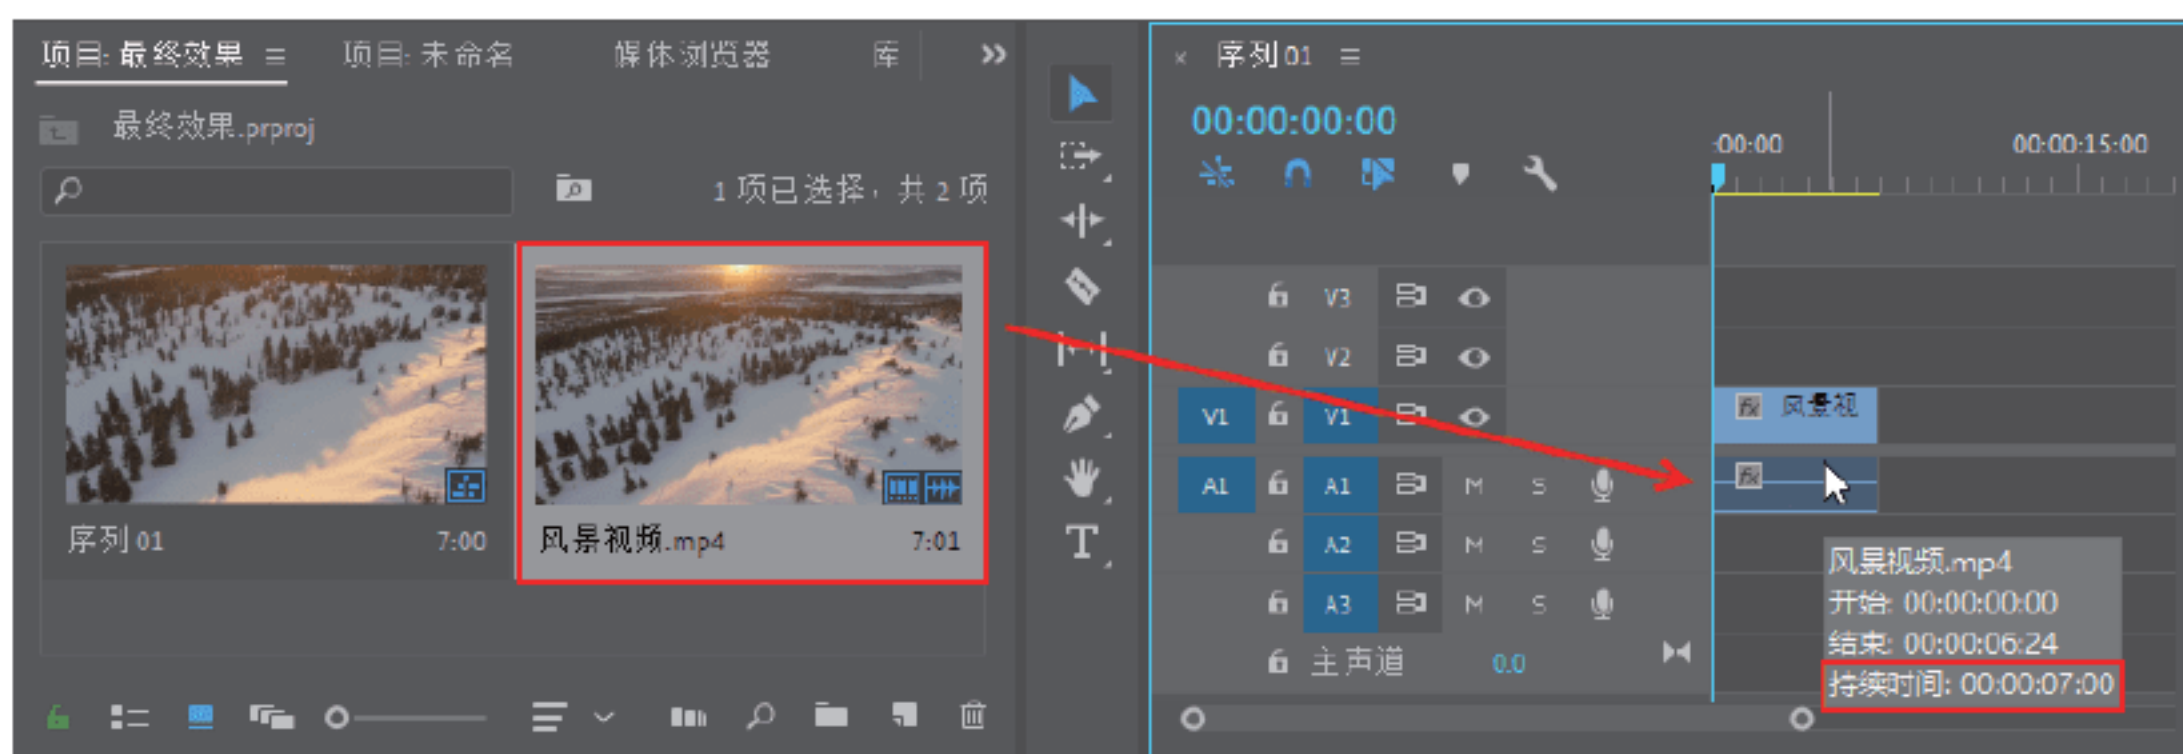 项目: 最终效果 项目: 未命名 媒体浏览器 库
最终效果.prproj
1 项已选择，共 2 项
序列 01 7:00
风景视频.mp4 7:01
T
序列 01
00:00:00:00
:00:00 00:00:15:00
V3
V2
V1 V1 fx 风景视
A1 A1 M S fx
A2 M S
A3 M S
主声道 0.0
风景视频.mp4
开始: 00:00:00:00
结束: 00:00:06:24
持续时间: 00:00:07:00